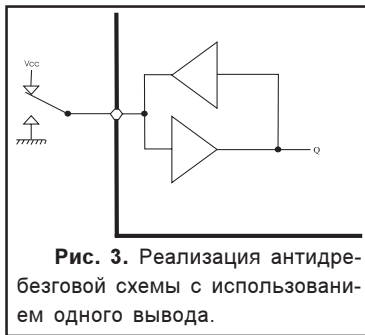 Vcc
Q
Рис. 3. Реализация антидре-
безговой схемы с использовани-
ем одного вывода.